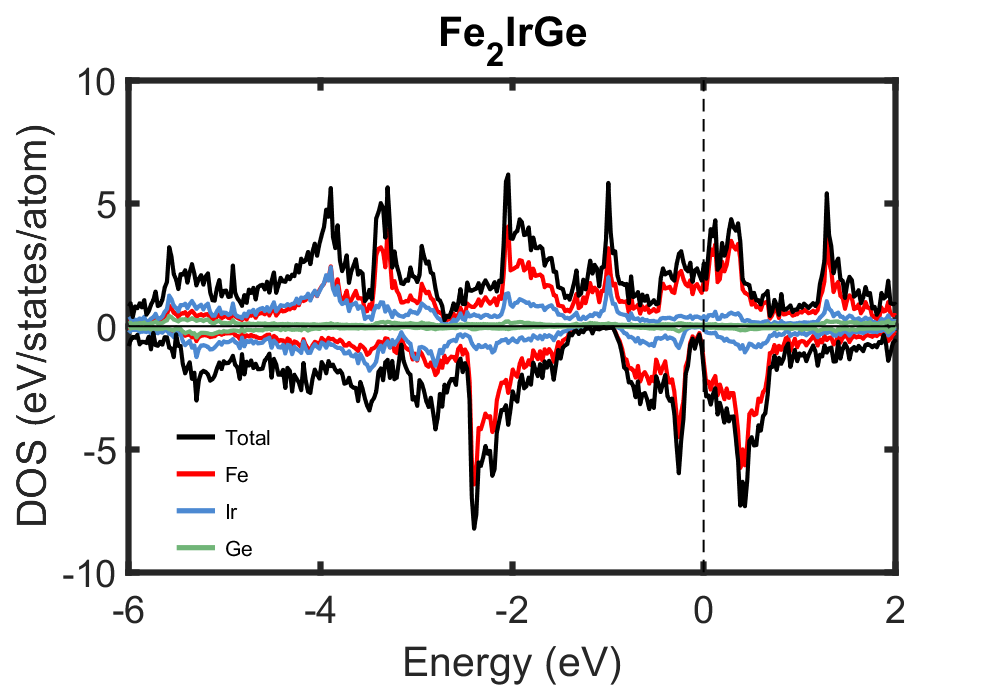 Fe₂IrGe
10
5
0
-5
-10
DOS (eV/states/atom)
Total
Fe
Ir
Ge
-6
-4
-2
0
2
Energy (eV)